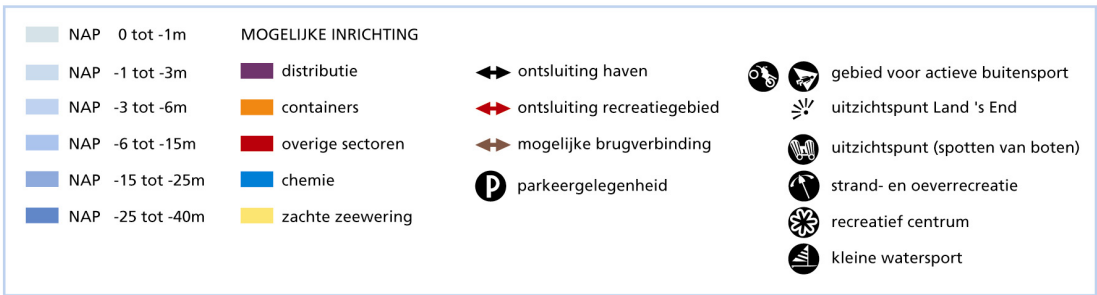 NAP 0 tot -1m
NAP -1 tot -3m
NAP -3 tot -6m
NAP -6 tot -15m
NAP -15 tot -25m
NAP -25 tot -40m
MOGELIJKE INRICHTING
distributie
containers
overige sectoren
chemie
zachte zeewering
ontsluiting haven
ontsluiting recreatiegebied
mogelijke brugverbinding
P parkeergelegenheid
gebied voor actieve buitensport
uitzichtspunt Land 's End
uitzichtspunt (spotten van boten)
strand- en oeverrecreatie
recreatief centrum
kleine watersport